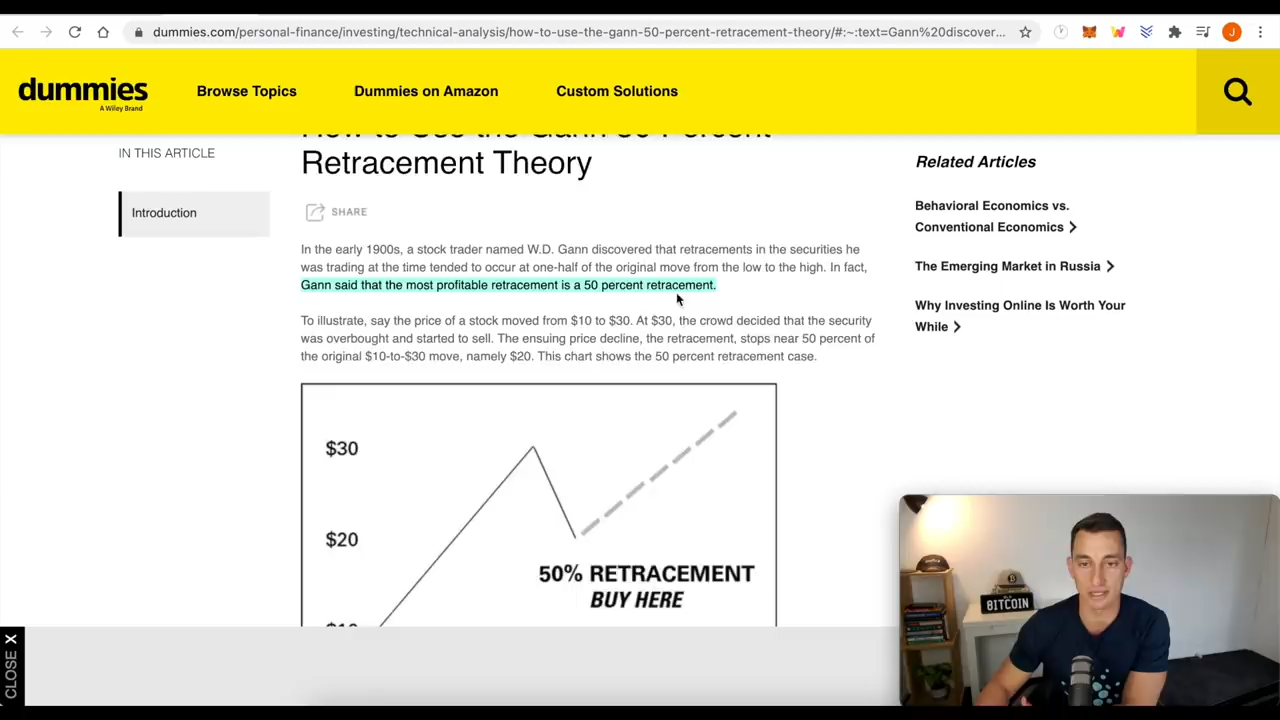 dummies.com/personal-finance/investing/technical-analysis/how-to-use-the-gann-50-percent-retracement-theory/#:~:text=Gann%20discover...
J
dummies
A Wiley Brand
Browse Topics
Dummies on Amazon
Custom Solutions
How to Use the Gann 50 Percent
Retracement Theory
IN THIS ARTICLE
Introduction
SHARE
In the early 1900s, a stock trader named W.D. Gann discovered that retracements in the securities he
was trading at the time tended to occur at one-half of the original move from the low to the high. In fact,
Gann said that the most profitable retracement is a 50 percent retracement.
To illustrate, say the price of a stock moved from $10 to $30. At $30, the crowd decided that the security
was overbought and started to sell. The ensuing price decline, the retracement, stops near 50 percent of
the original $10-to-$30 move, namely $20. This chart shows the 50 percent retracement case.
$30
$20
$10
50% RETRACEMENT
BUY HERE
Related Articles
Behavioral Economics vs.
Conventional Economics
The Emerging Market in Russia
Why Investing Online Is Worth Your
While
CLOSE X
BITCOIN